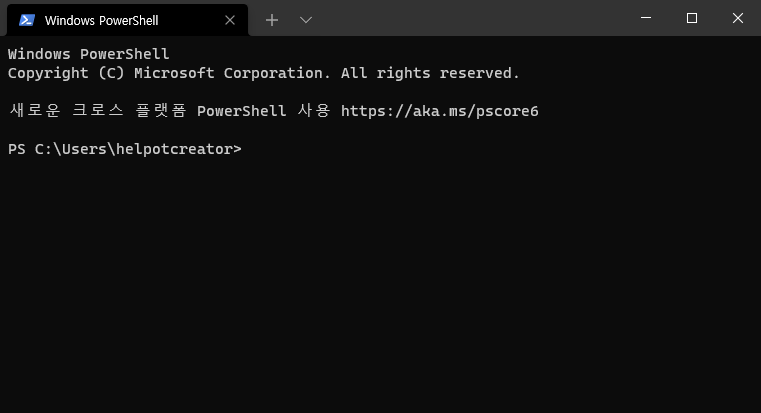 Windows PowerShell
Windows PowerShell
Copyright (C) Microsoft Corporation. All rights reserved.
새로운 크로스 플랫폼 PowerShell 사용 https://aka.ms/pscore6
PS C:\Users\helpotcreator>